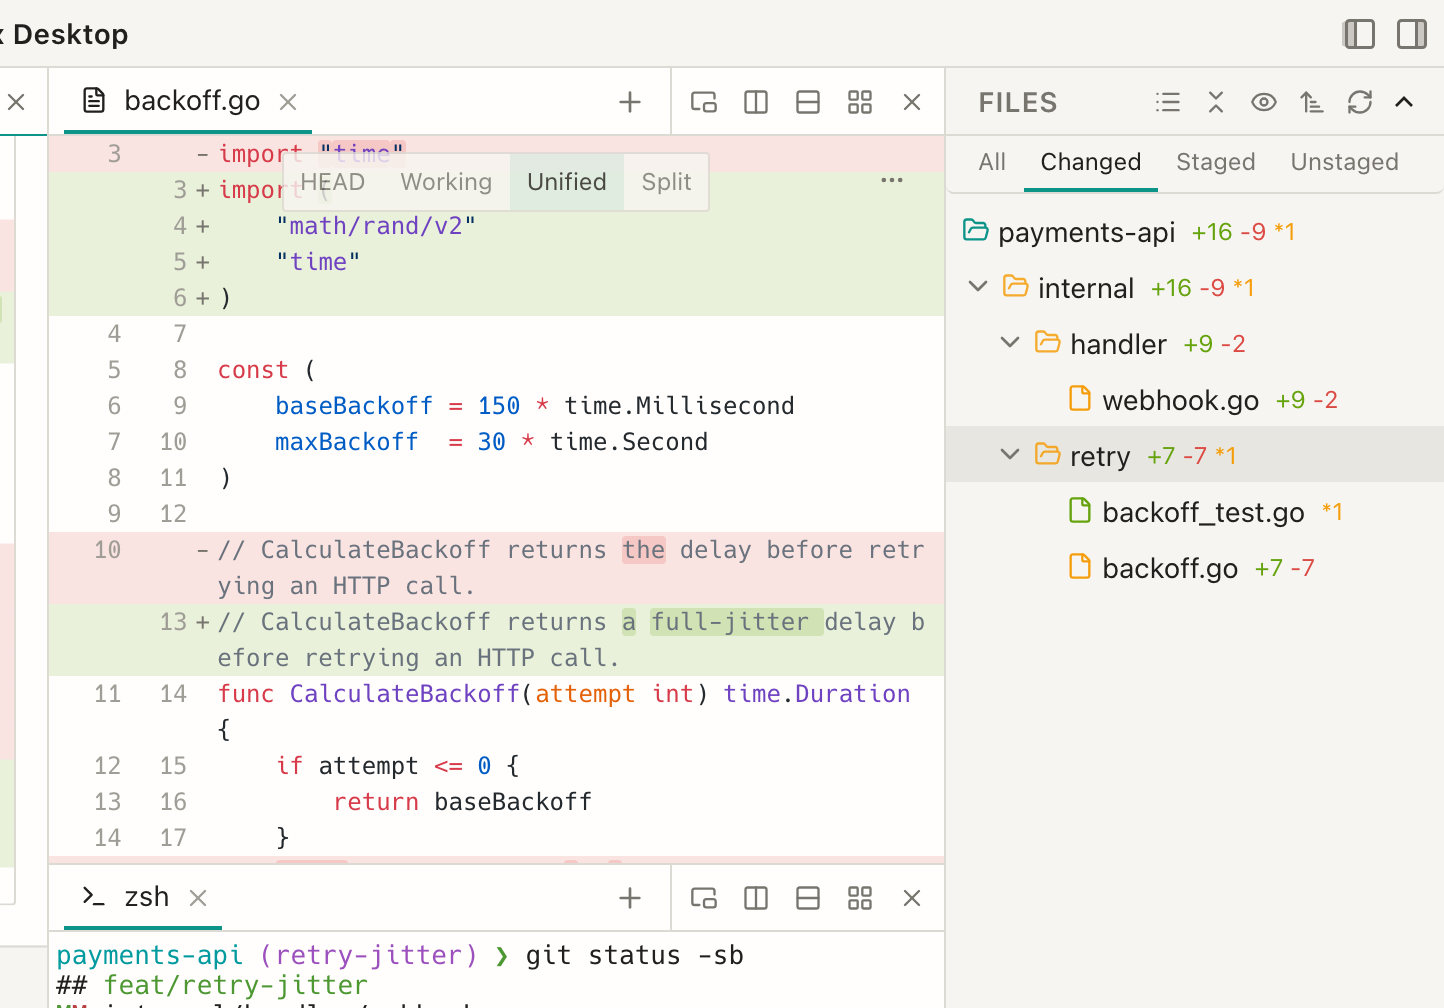 Desktop
backoff.go
3 - import "time"
HEAD Working Unified Split
3 + import (
4 + "math/rand/v2"
5 + "time"
6 + )
4 7
5 8 const (
6 9 baseBackoff = 150 * time.Millisecond
7 10 maxBackoff = 30 * time.Second
8 11 )
9 12
10 - // CalculateBackoff returns the delay before retr
ying an HTTP call.
13 + // CalculateBackoff returns a full-jitter delay b
efore retrying an HTTP call.
11 14 func CalculateBackoff(attempt int) time.Duration
{
12 15 if attempt <= 0 {
13 16 return baseBackoff
14 17 }
zsh
payments-api (retry-jitter) ❯ git status -sb
## feat/retry-jitter
FILES
All Changed Staged Unstaged
payments-api +16 -9 *1
internal +16 -9 *1
handler +9 -2
webhook.go +9 -2
retry +7 -7 *1
backoff_test.go *1
backoff.go +7 -7